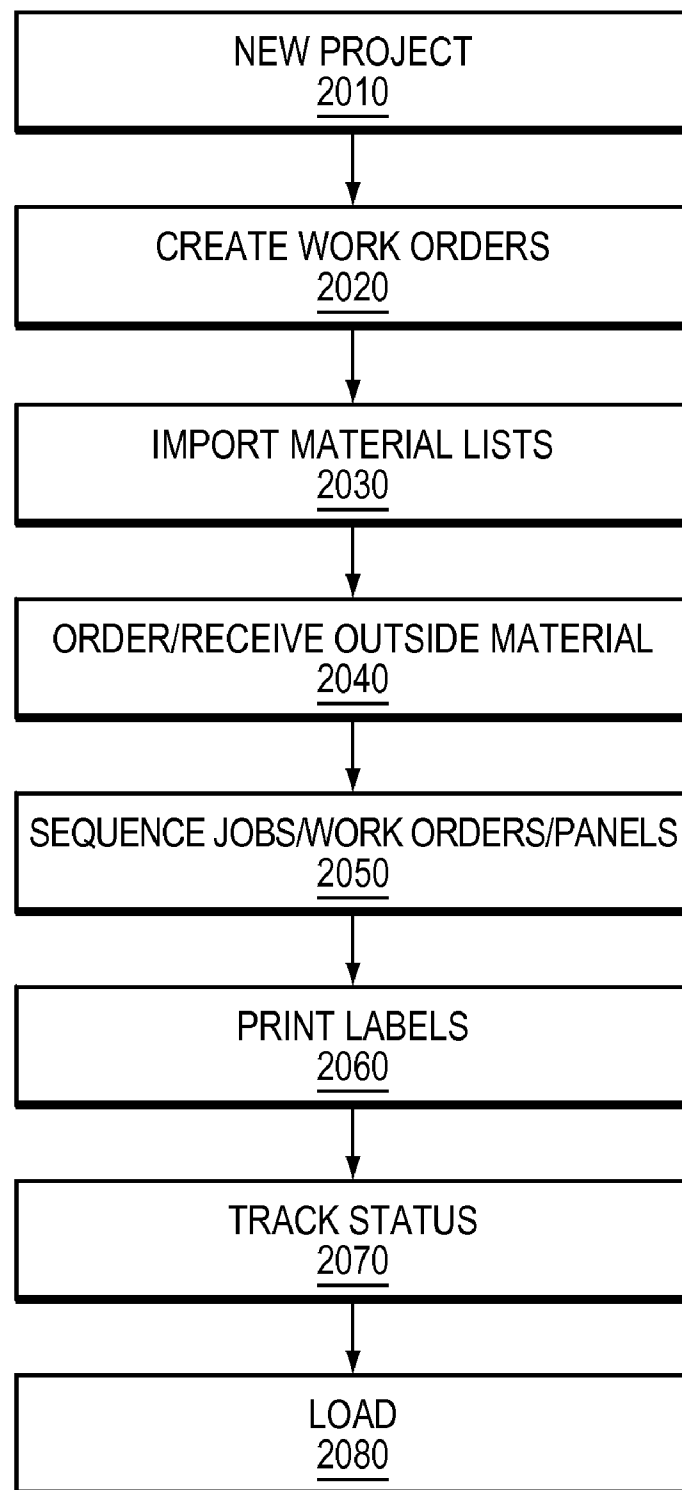 NEW PROJECT
2010
CREATE WORK ORDERS
2020
IMPORT MATERIAL LISTS
2030
ORDER/RECEIVE OUTSIDE MATERIAL
2040
SEQUENCE JOBS/WORK ORDERS/PANELS
2050
PRINT LABELS
2060
TRACK STATUS
2070
LOAD
2080